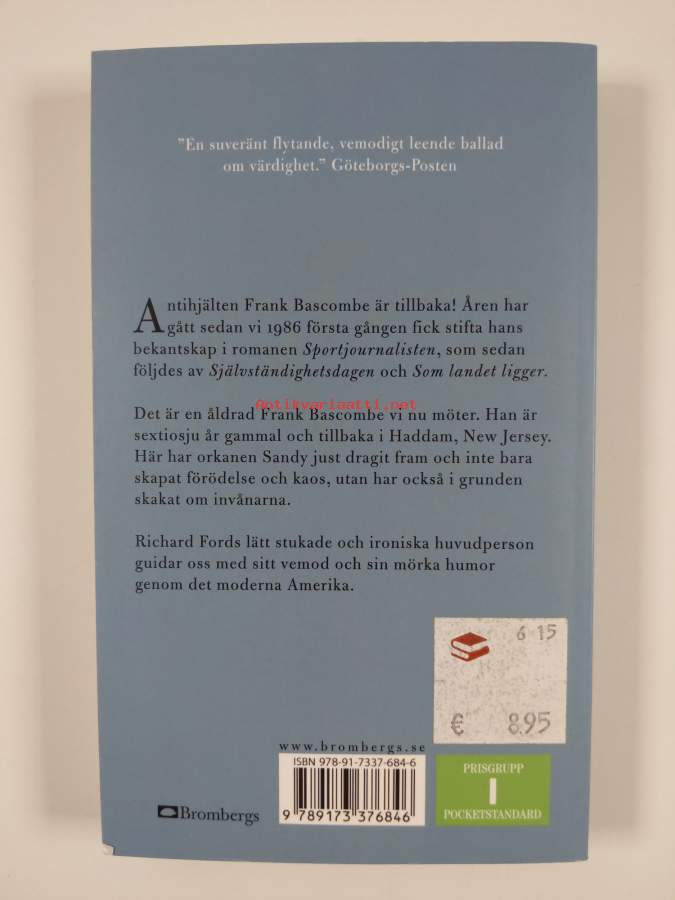 ”En suveränt flytande, vemodigt leende ballad
om värdighet.” Göteborgs-Posten
Antihjälten Frank Bascombe är tillbaka! Åren har
gått sedan vi 1986 första gången fick stifta hans
bekantskap i romanen Sportjournalisten, som sedan
följdes av Självständighetsdagen och Som landet ligger.
Antikvariaatti.net
Det är en åldrad Frank Bascombe vi nu möter. Han är
sextiosju år gammal och tillbaka i Haddam, New Jersey.
Här har orkanen Sandy just dragit fram och inte bara
skapat förödelse och kaos, utan har också i grunden
skakat om invånarna.
Richard Fords lätt stukade och ironiska huvudperson
guidar oss med sitt vemod och sin mörka humor
genom det moderna Amerika.
6 15
€ 8.95
www.brombergs.se
ISBN 978-91-7337-684-6
9 789173 376846
Brombergs
PRISGRUPP
I
POCKETSTANDARD